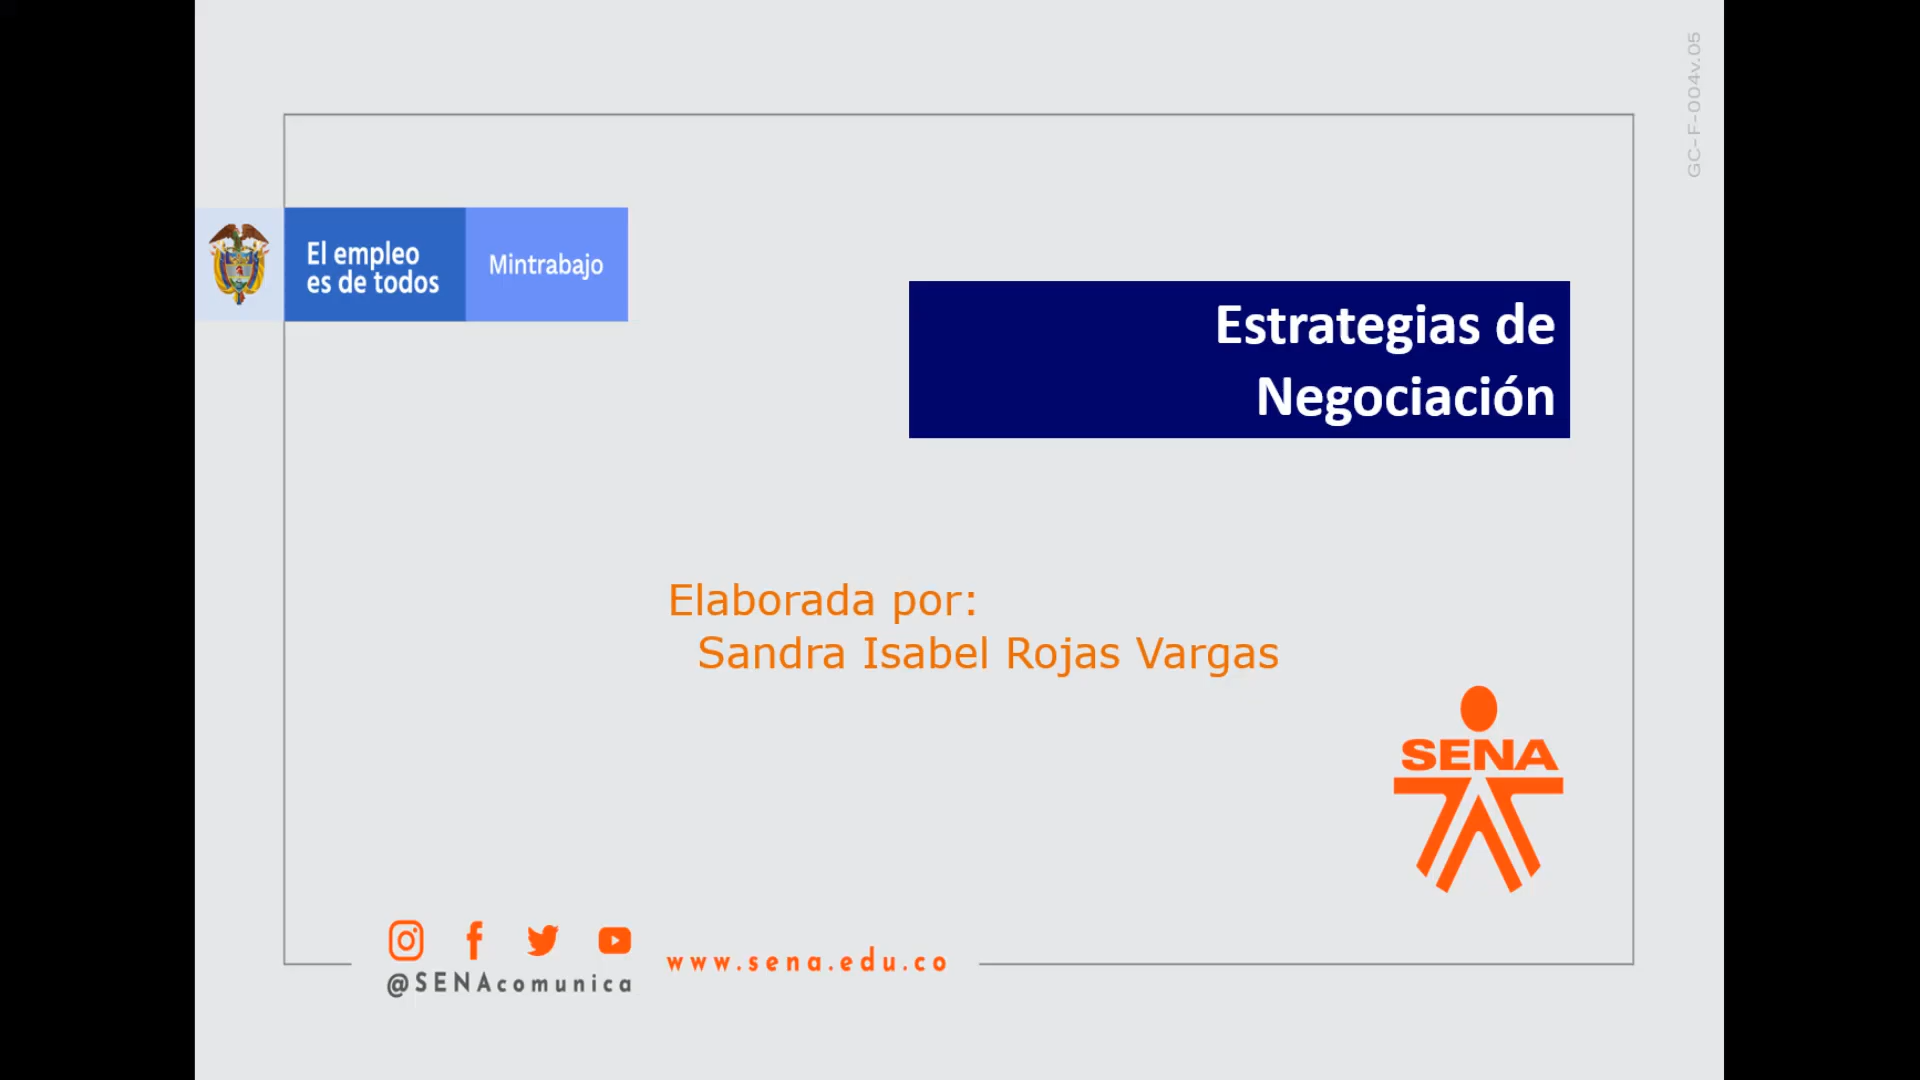 GC-F-004v.05
El empleo
es de todos
Mintrabajo
Estrategias de
Negociación
Elaborada por:
Sandra Isabel Rojas Vargas
SENA
@SENAcomunica
www.sena.edu.co